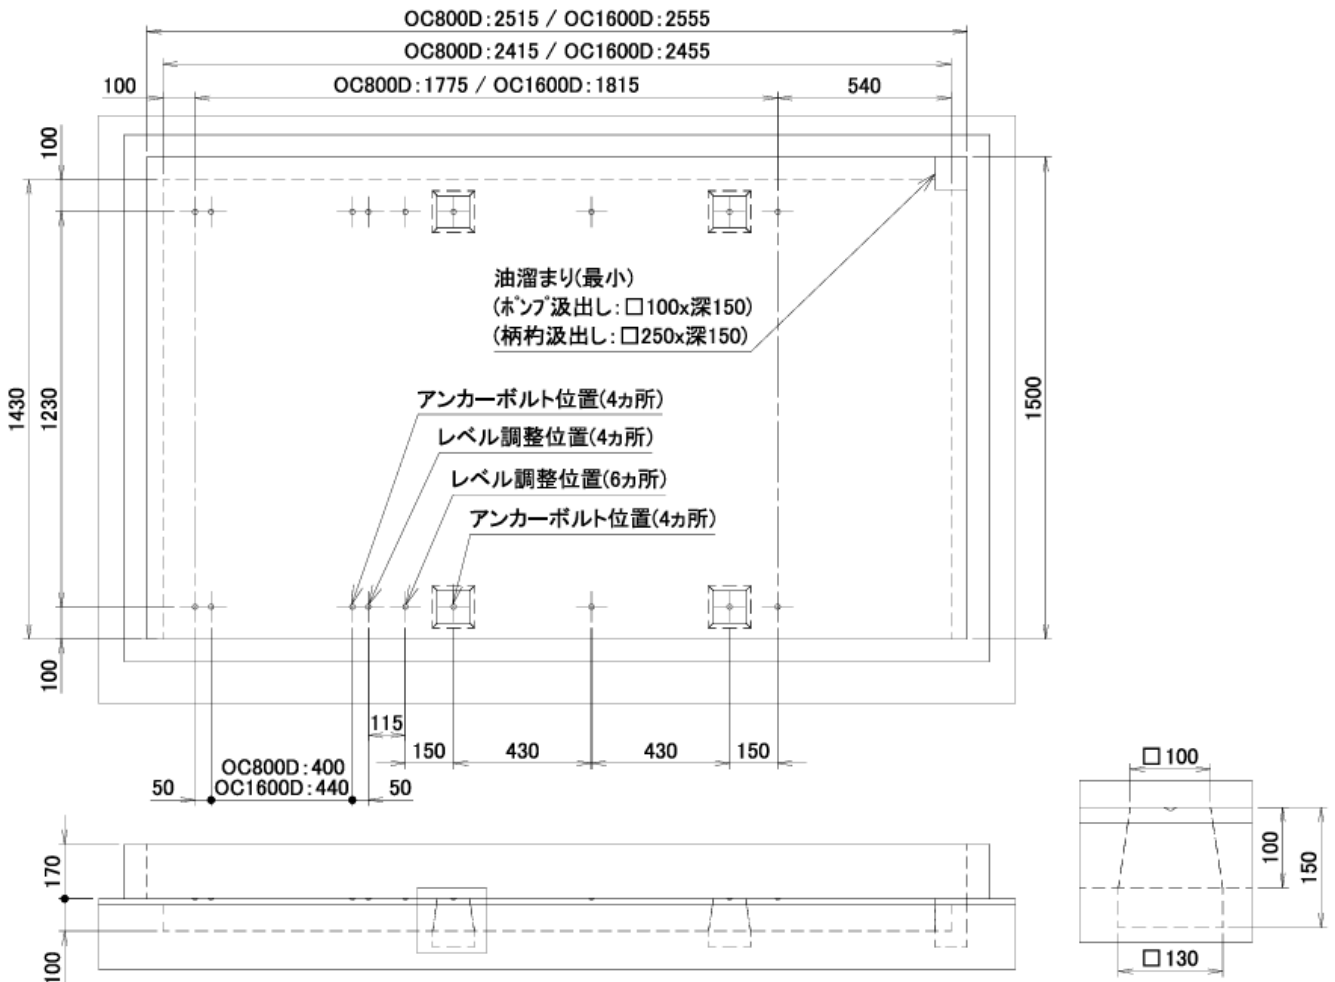 OC800D:2515 / OC1600D:2555
OC800D:2415 / OC1600D:2455
100
OC800D:1775 / OC1600D:1815
540
100
1430
1230
100
1500
油溜まり(最小)
(ﾎﾟﾝﾌﾟ汲出し:□100x深150)
(柄杓汲出し:□250x深150)
アンカーボルト位置(4ヵ所)
レベル調整位置(4ヵ所)
レベル調整位置(6ヵ所)
アンカーボルト位置(4ヵ所)
115
150
430
430
150
50
OC800D:400
OC1600D:440
50
170
100
□100
100
150
□130